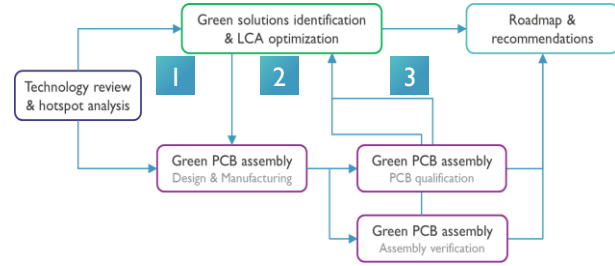 Green solutions identification
& LCA optimization
Roadmap &
recommendations
1
2
3
Technology review
& hotspot analysis
Green PCB assembly
Design & Manufacturing
Green PCB assembly
PCB qualification
Green PCB assembly
Assembly verification